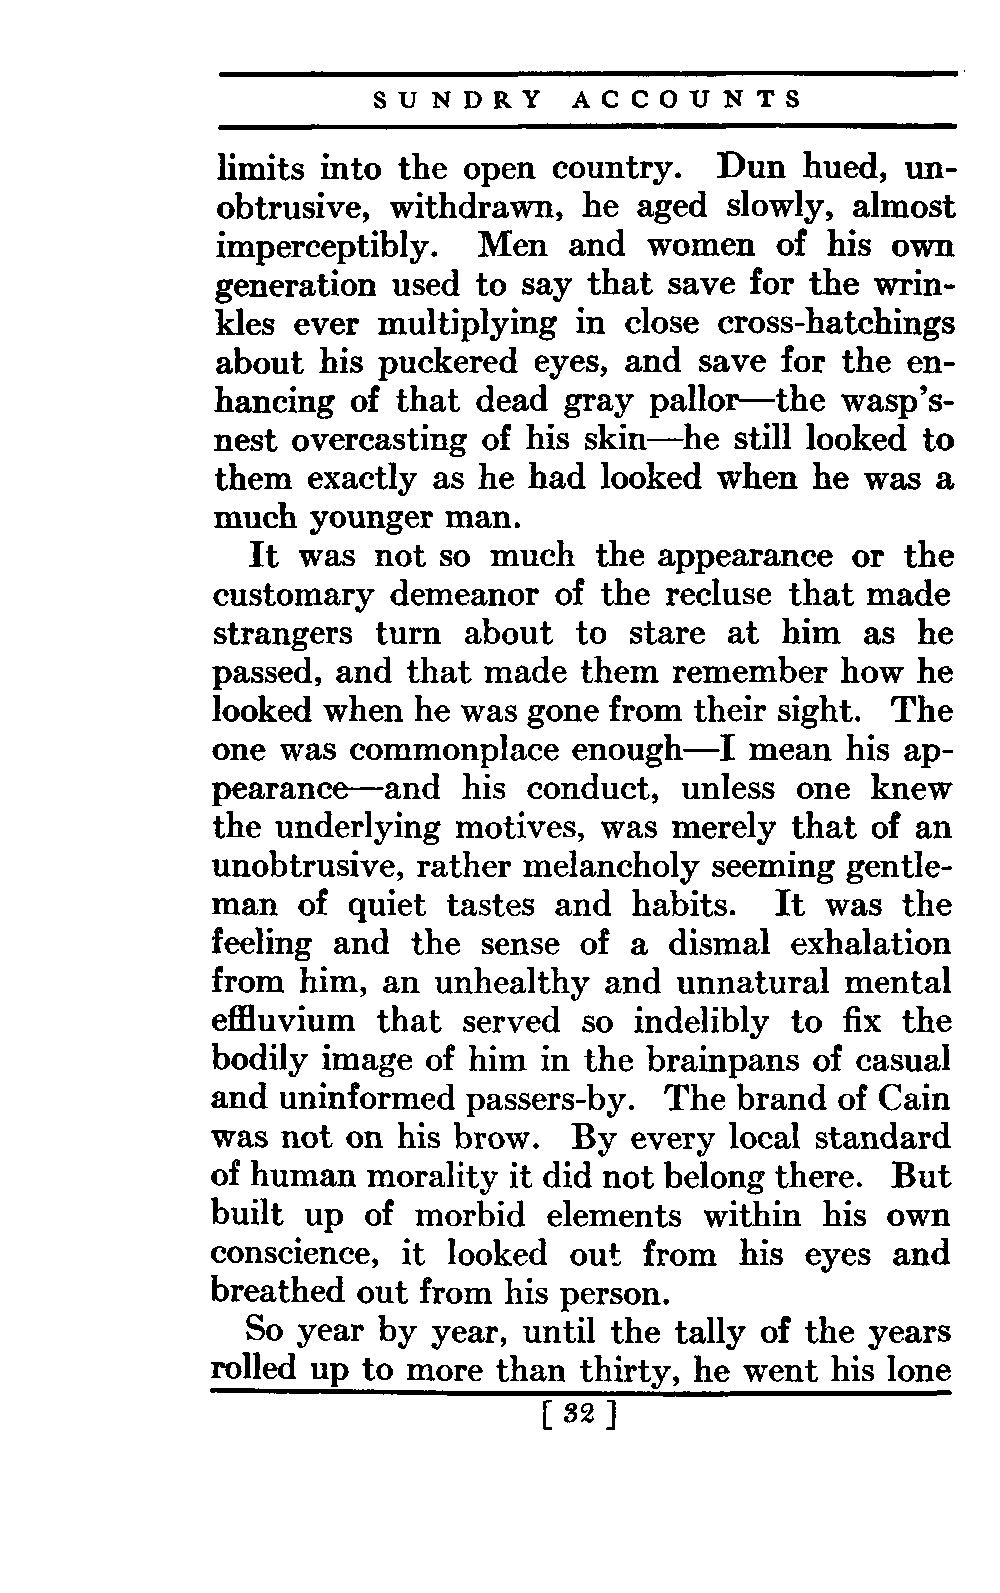 SUNDRY ACCOUNTS
limits into the open country. Dun hued, un-
obtrusive, withdrawn, he aged slowly, almost
imperceptibly. Men and women of his own
generation used to say that save for the wrin-
kles ever multiplying in close cross-hatchings
about his puckered eyes, and save for the en-
hancing of that dead gray pallor—the wasp's-
nest overcasting of his skin—he still looked to
them exactly as he had looked when he was a
much younger man.
It was not so much the appearance or the
customary demeanor of the recluse that made
strangers turn about to stare at him as he
passed, and that made them remember how he
looked when he was gone from their sight. The
one was commonplace enough—I mean his ap-
pearance—and his conduct, unless one knew
the underlying motives, was merely that of an
unobtrusive, rather melancholy seeming gentle-
man of quiet tastes and habits. It was the
feeling and the sense of a dismal exhalation
from him, an unhealthy and unnatural mental
effluvium that served so indelibly to fix the
bodily image of him in the brainpans of casual
and uninformed passers-by. The brand of Cain
was not on his brow. By every local standard
of human morality it did not belong there. But
built up of morbid elements within his own
conscience, it looked out from his eyes and
breathed out from his person.
So year by year, until the tally of the years
rolled up to more than thirty, he went his lone
[ 32 ]